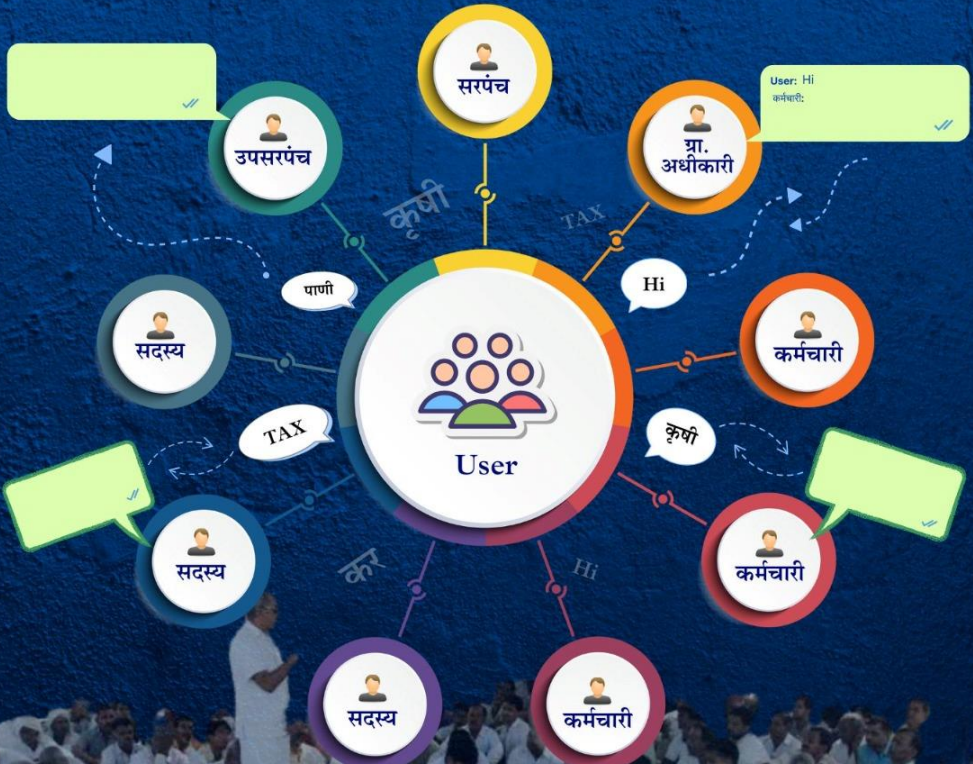 सरपंच
User: Hi
कर्मचारी:
उपसरपंच
ग्रा.
अधीकारी
कृषी
TAX
पाणी
Hi
सदस्य
कर्मचारी
TAX
कृषी
User
सदस्य
कर्मचारी
कर
Hi
सदस्य
कर्मचारी